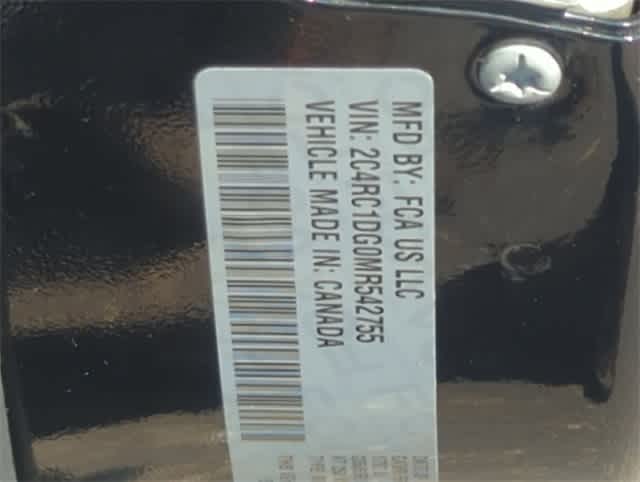 MFD BY: FCA US LLC
VIN: 2C4RC1DG0MR542755
VEHICLE MADE IN: CANADA